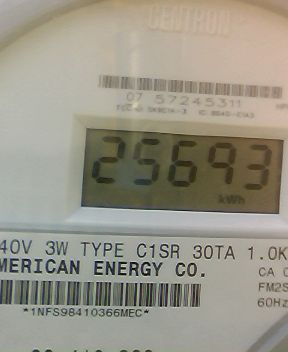 CENTRON
07 57245311
25693
kWh
40V 3W TYPE C1SR 30TA 1.0K
MERICAN ENERGY CO.
CA 0
FM2S
60Hz
*1NFS98410366MEC*